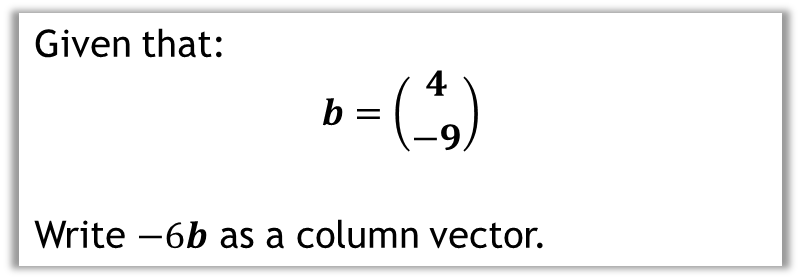 Given that:
b = (4
−9)
Write −6b as a column vector.